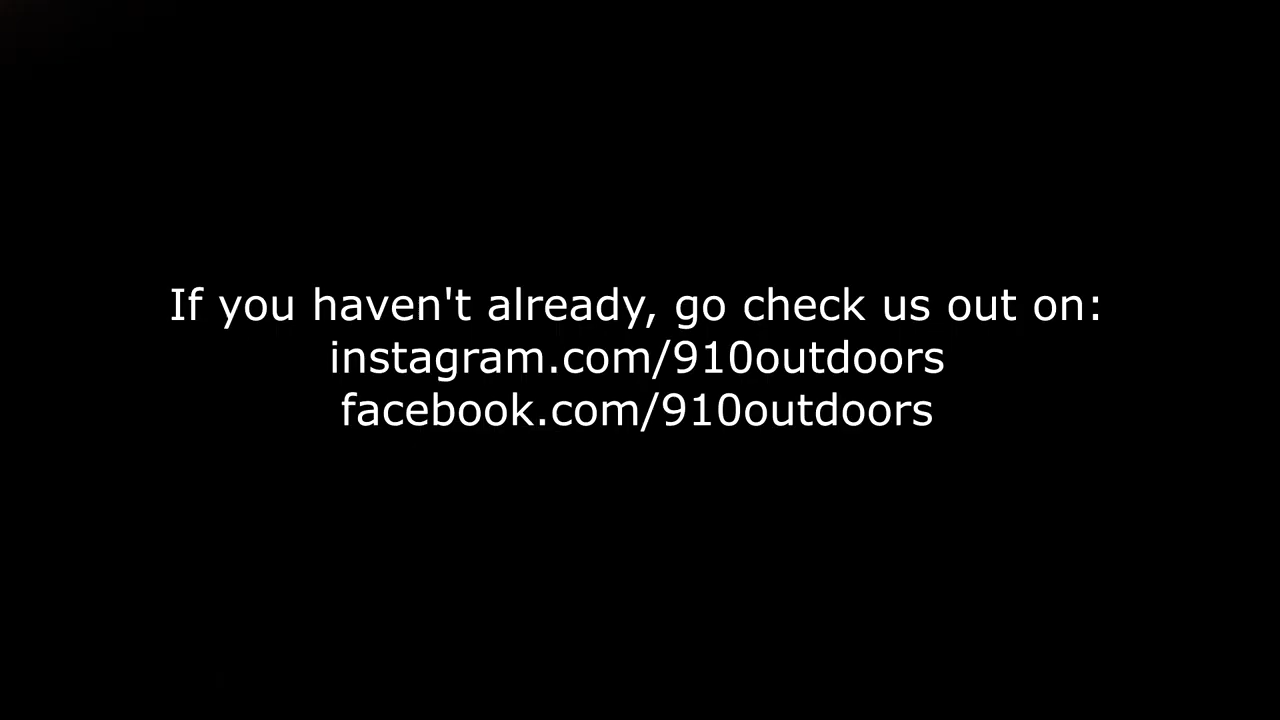 If you haven't already, go check us out on:
instagram.com/910outdoors
facebook.com/910outdoors